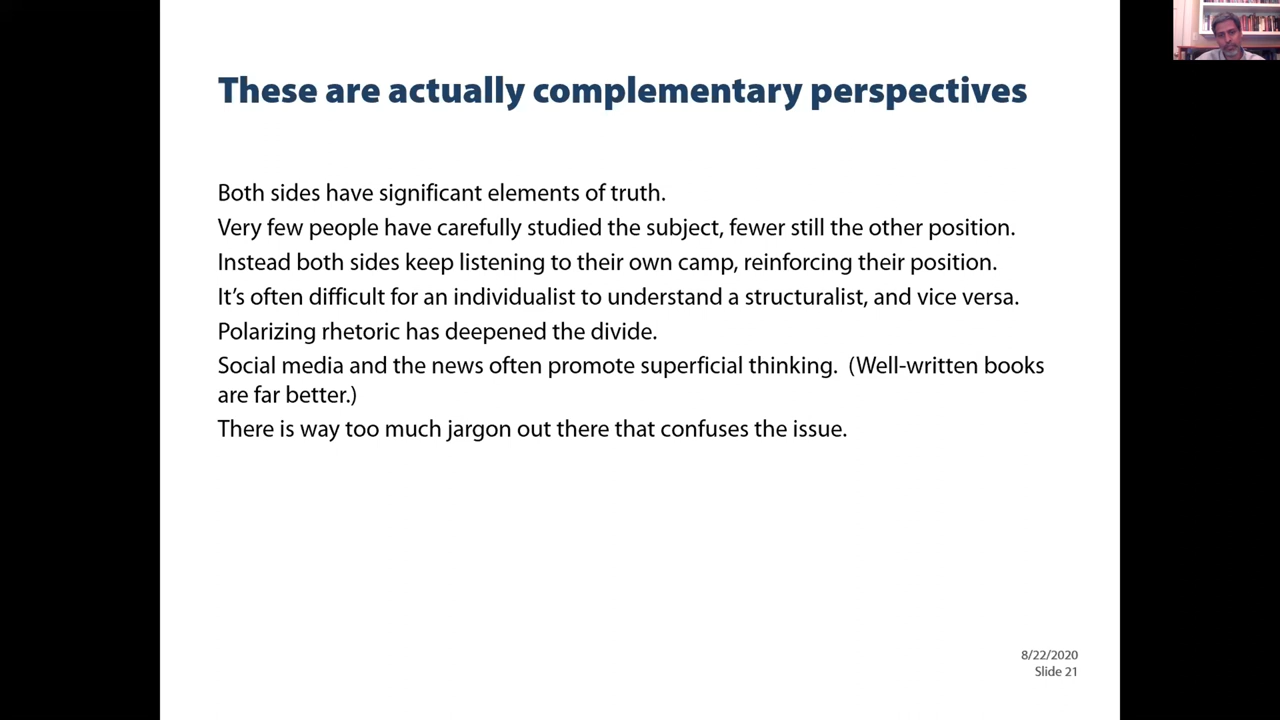 These are actually complementary perspectives
Both sides have significant elements of truth.
Very few people have carefully studied the subject, fewer still the other position.
Instead both sides keep listening to their own camp, reinforcing their position.
It’s often difficult for an individualist to understand a structuralist, and vice versa.
Polarizing rhetoric has deepened the divide.
Social media and the news often promote superficial thinking.  (Well-written books
are far better.)
There is way too much jargon out there that confuses the issue.
8/22/2020
Slide 21